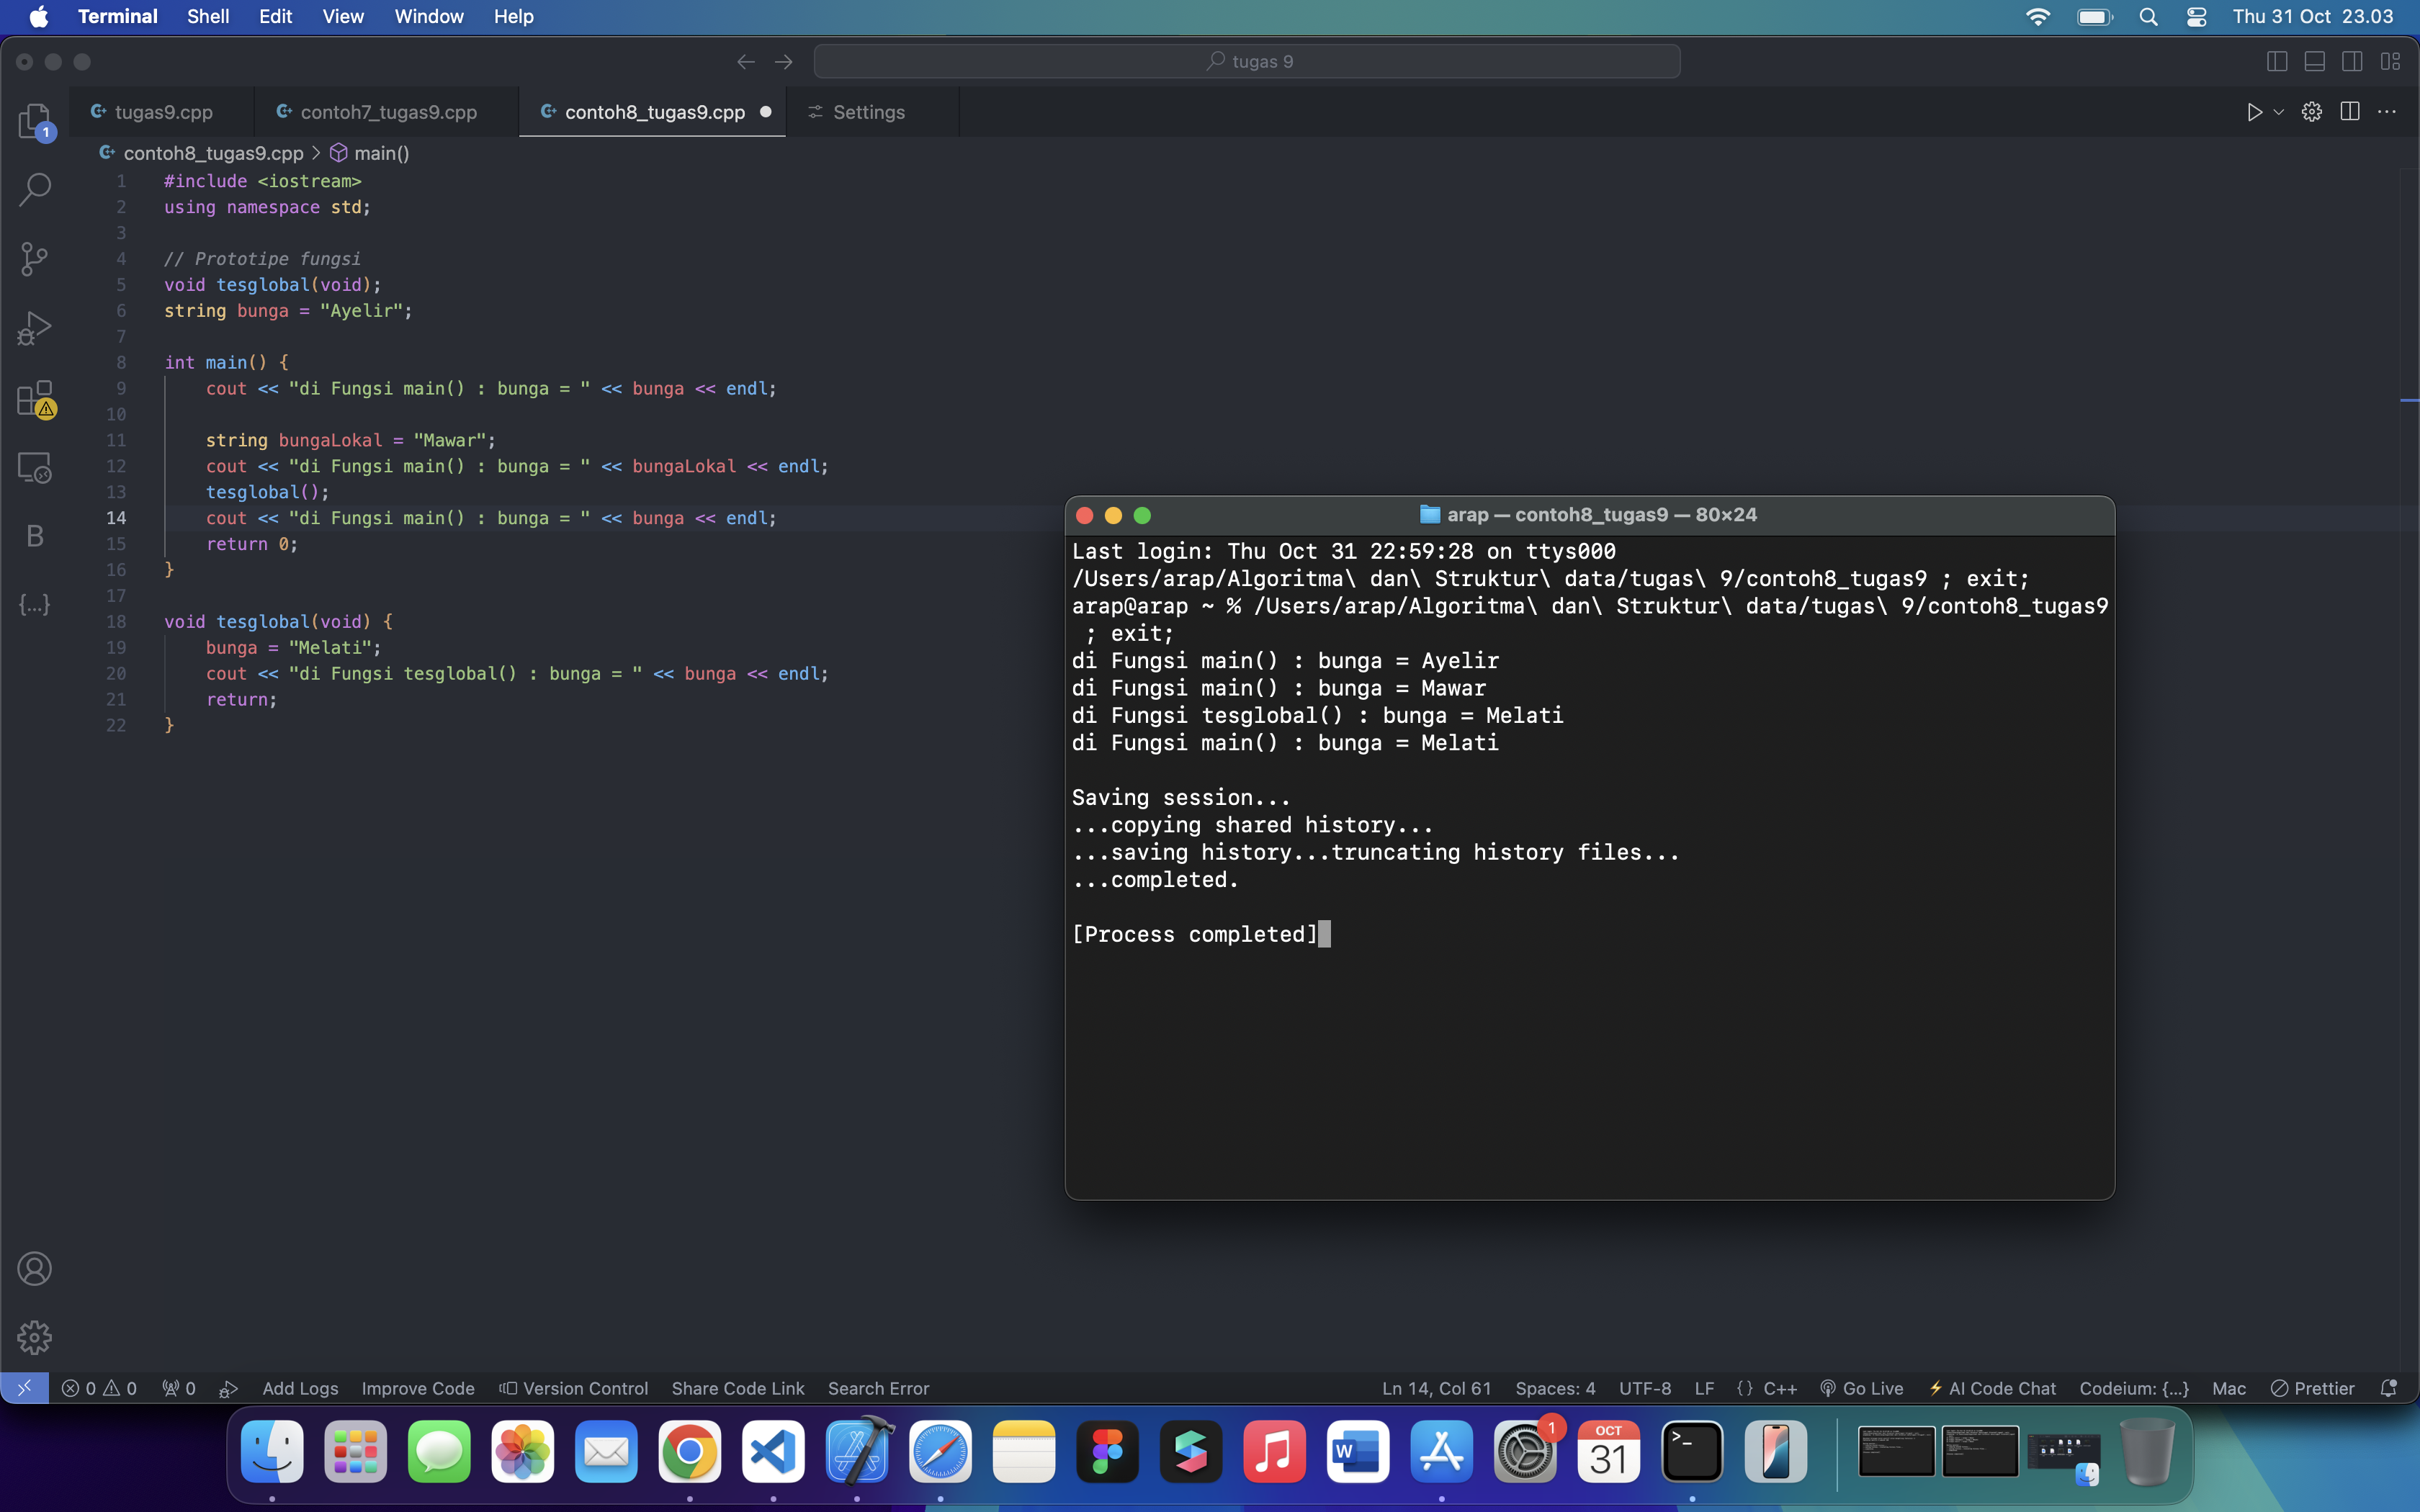 Terminal Shell Edit View Window Help Thu 31 Oct 23.03
tugas 9
tugas9.cpp contoh7_tugas9.cpp contoh8_tugas9.cpp Settings
1
contoh8_tugas9.cpp > main()
1 #include <iostream>
2 using namespace std;
3
4 // Prototipe fungsi
5 void tesglobal(void);
6 string bunga = "Ayelir";
7
8 int main() {
9 cout << "di Fungsi main() : bunga = " << bunga << endl;
10
11 string bungaLokal = "Mawar";
12 cout << "di Fungsi main() : bunga = " << bungaLokal << endl;
13 tesglobal();
14 cout << "di Fungsi main() : bunga = " << bunga << endl;
15 return 0;
16 }
17
18 void tesglobal(void) {
19 bunga = "Melati";
20 cout << "di Fungsi tesglobal() : bunga = " << bunga << endl;
21 return;
22 }
B
{...}
arap — contoh8_tugas9 — 80×24
Last login: Thu Oct 31 22:59:28 on ttys000
/Users/arap/Algoritma\ dan\ Struktur\ data/tugas\ 9/contoh8_tugas9 ; exit;
arap@arap ~ % /Users/arap/Algoritma\ dan\ Struktur\ data/tugas\ 9/contoh8_tugas9
; exit;
di Fungsi main() : bunga = Ayelir
di Fungsi main() : bunga = Mawar
di Fungsi tesglobal() : bunga = Melati
di Fungsi main() : bunga = Melati
Saving session...
...copying shared history...
...saving history...truncating history files...
...completed.
[Process completed]
0 0 0 Add Logs Improve Code Version Control Share Code Link Search Error Ln 14, Col 61 Spaces: 4 UTF-8 LF {} C++ Go Live AI Code Chat Codeium: {...} Mac Prettier
W 1 OCT 31 >_